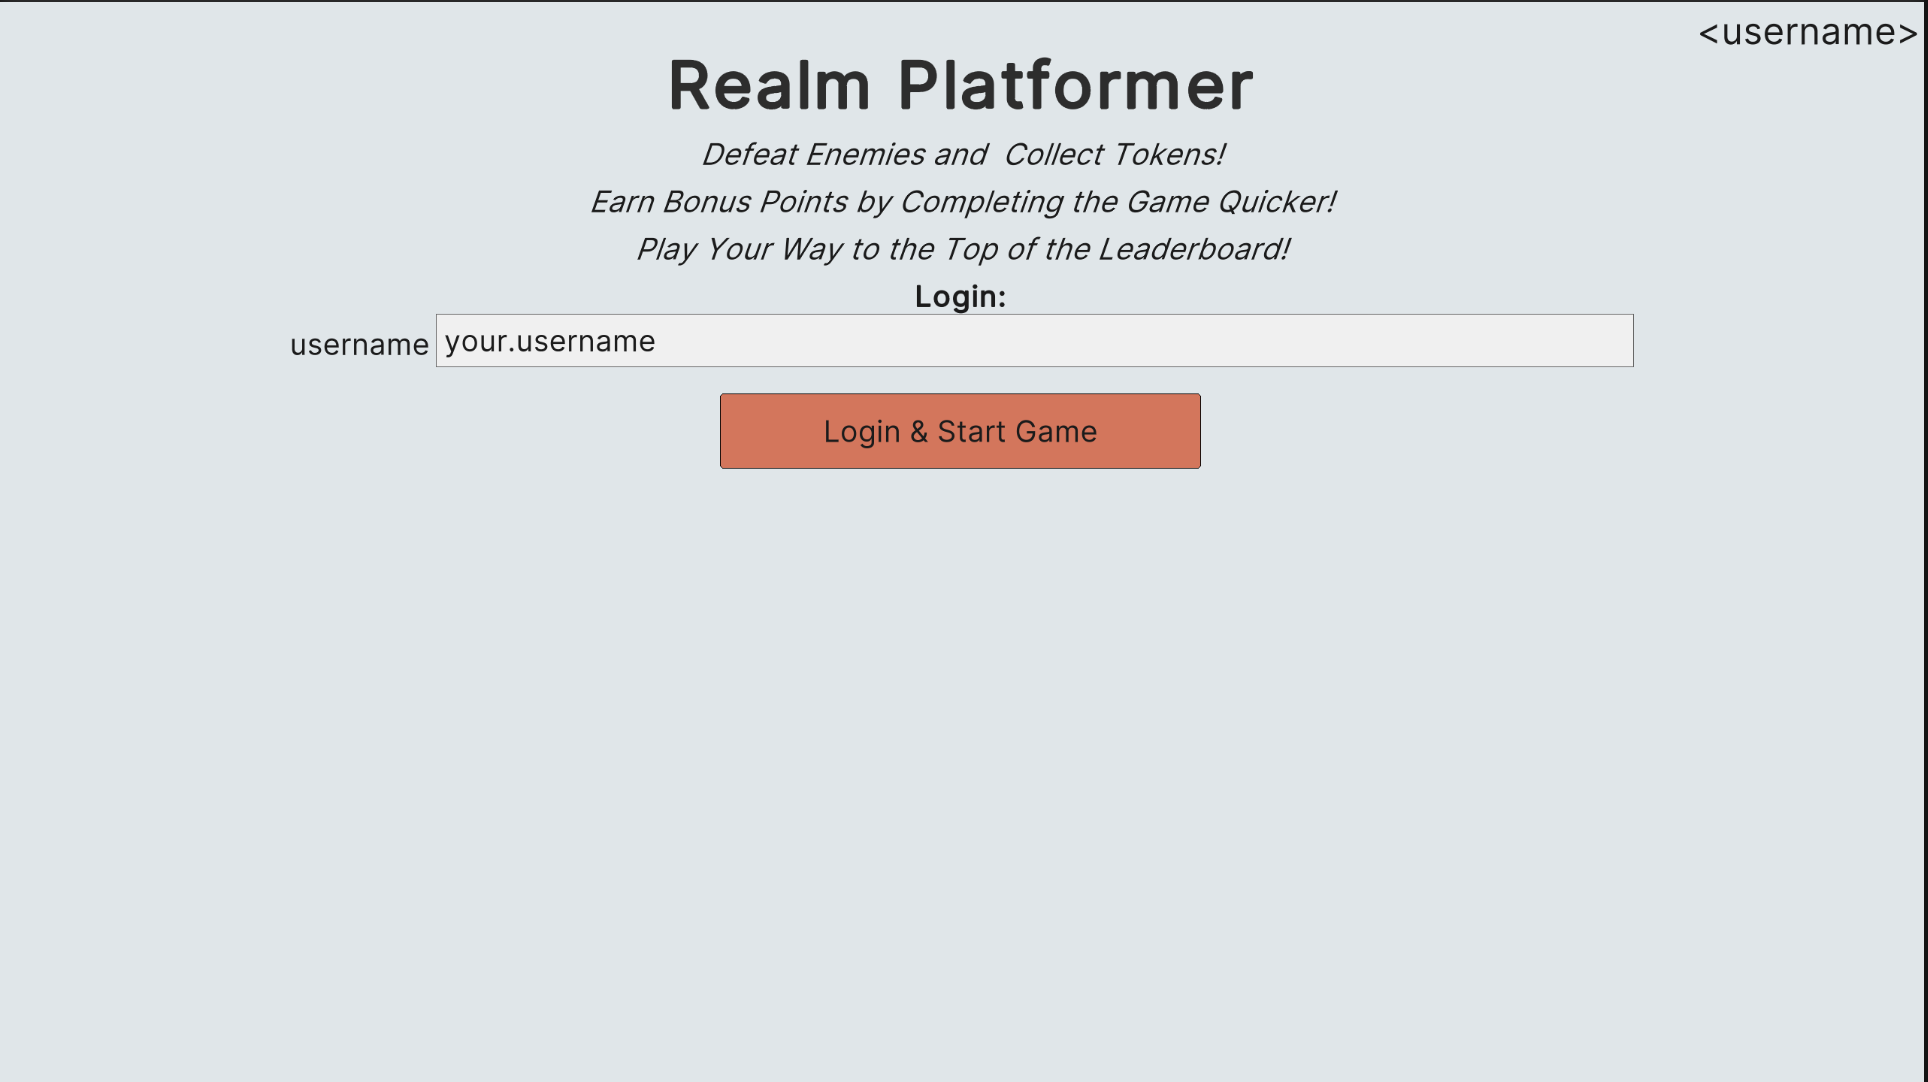 <username>
Realm Platformer
Defeat Enemies and  Collect Tokens!
Earn Bonus Points by Completing the Game Quicker!
Play Your Way to the Top of the Leaderboard!
Login:
username your.username
Login & Start Game